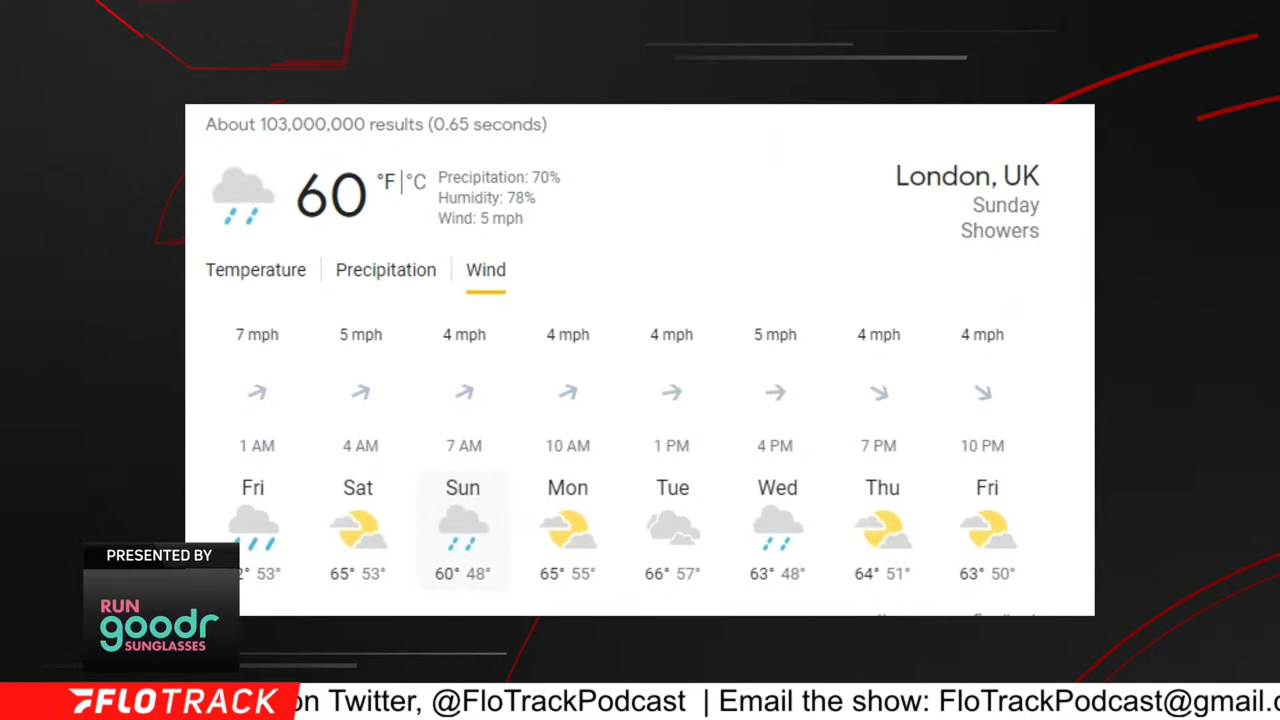 About 103,000,000 results (0.65 seconds)
60 °F | °C
Precipitation: 70%
Humidity: 78%
Wind: 5 mph
London, UK
Sunday
Showers
Temperature Precipitation Wind
7 mph 5 mph 4 mph 4 mph 4 mph 5 mph 4 mph 4 mph
1 AM 4 AM 7 AM 10 AM 1 PM 4 PM 7 PM 10 PM
Fri Sat Sun Mon Tue Wed Thu Fri
2° 53° 65° 53° 60° 48° 65° 55° 66° 57° 63° 48° 64° 51° 63° 50°
PRESENTED BY
RUN
goodr
SUNGLASSES
FLOTRACK
on Twitter, @FloTrackPodcast | Email the show: FloTrackPodcast@gmail.c